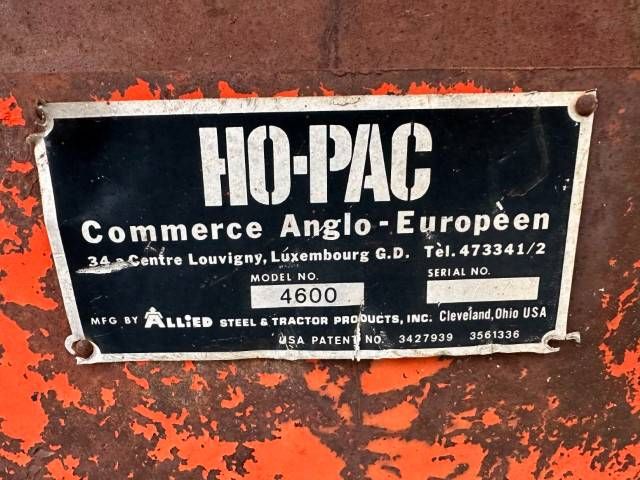 HO-PAC
Commerce Anglo-Européen
34 - Centre Louvigny, Luxembourg G.D. Tèl. 473341/2
MODEL NO. SERIAL NO.
4600
MFG BY ALLiED STEEL & TRACTOR PRODUCTS, INC. Cleveland, Ohio USA
USA PATENT NO. 3427939 3561336